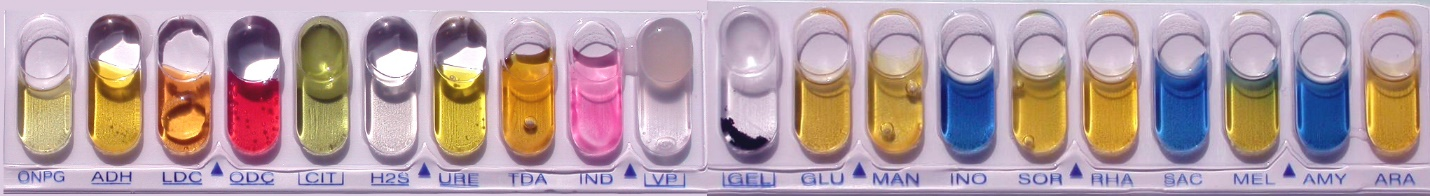 ONPG ADH LDC ODC CIT H2S URE TDA IND VP GEL GLU MAN INO SOR RHA SAC MEL AMY ARA